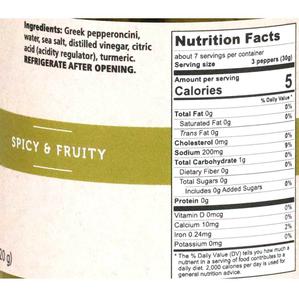 Ingredients: Greek pepperoncini,
water, sea salt, distilled vinegar, citric
acid (acidity regulator), turmeric.
REFRIGERATE AFTER OPENING.
SPICY & FRUITY
20 g)
Nutrition Facts
about 7 servings per container
Serving size 3 peppers (30g)
Amount per serving
Calories 5
% Daily Value *
Total Fat 0g 0%
Saturated Fat 0g 0%
Trans Fat 0g
Cholesterol 0mg 0%
Sodium 200mg 9%
Total Carbohydrate 1g 0%
Dietary Fiber 0g 0%
Total Sugars 0g
Includes 0g Added Sugars 0%
Protein 0g
Vitamin D 0mcg 0%
Calcium 10mg 2%
Iron 0.24mg 2%
Potassium 0mg 0%
* The % Daily Value (DV) tells you how much a
nutrient in a serving of food contributes to a
daily diet. 2,000 calories per day is used for
general nutrition advice.